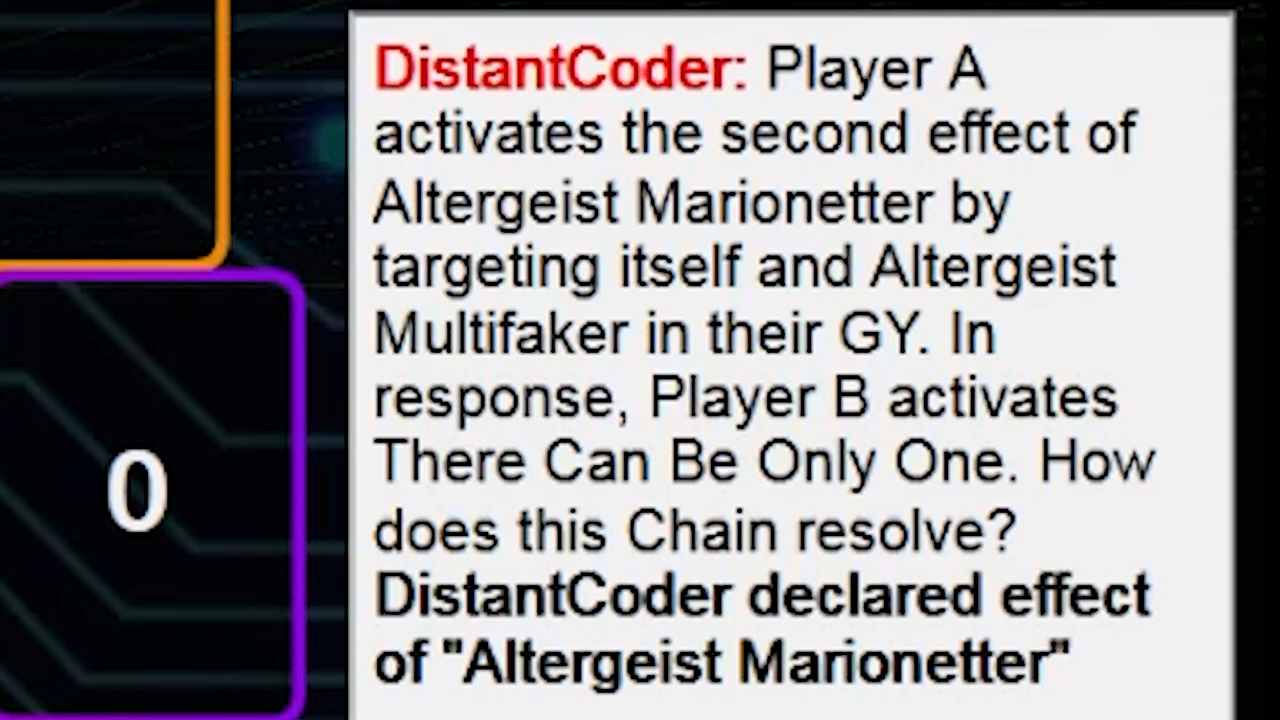 DistantCoder: Player A
activates the second effect of
Altergeist Marionetter by
targeting itself and Altergeist
Multifaker in their GY. In
response, Player B activates
There Can Be Only One. How
does this Chain resolve?
DistantCoder declared effect
of "Altergeist Marionetter"
0